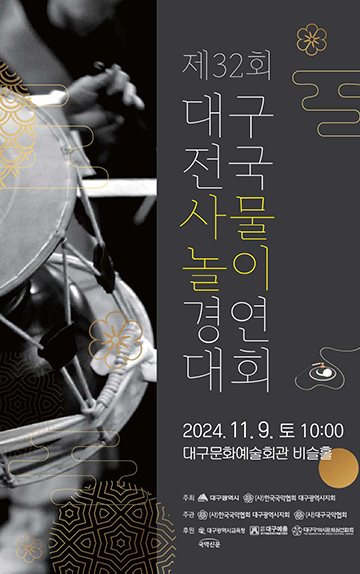 제32회
대구
전국
사물
놀이
경연
대회
2024. 11. 9. 토 10:00
대구문화예술회관 비슬홀
주최 대구광역시 (사)한국국악협회 대구광역시지회
주관 (사)한국국악협회 대구광역시지회 (사)대구국악협회
후원 대구광역시교육청 대구예총
국악신문